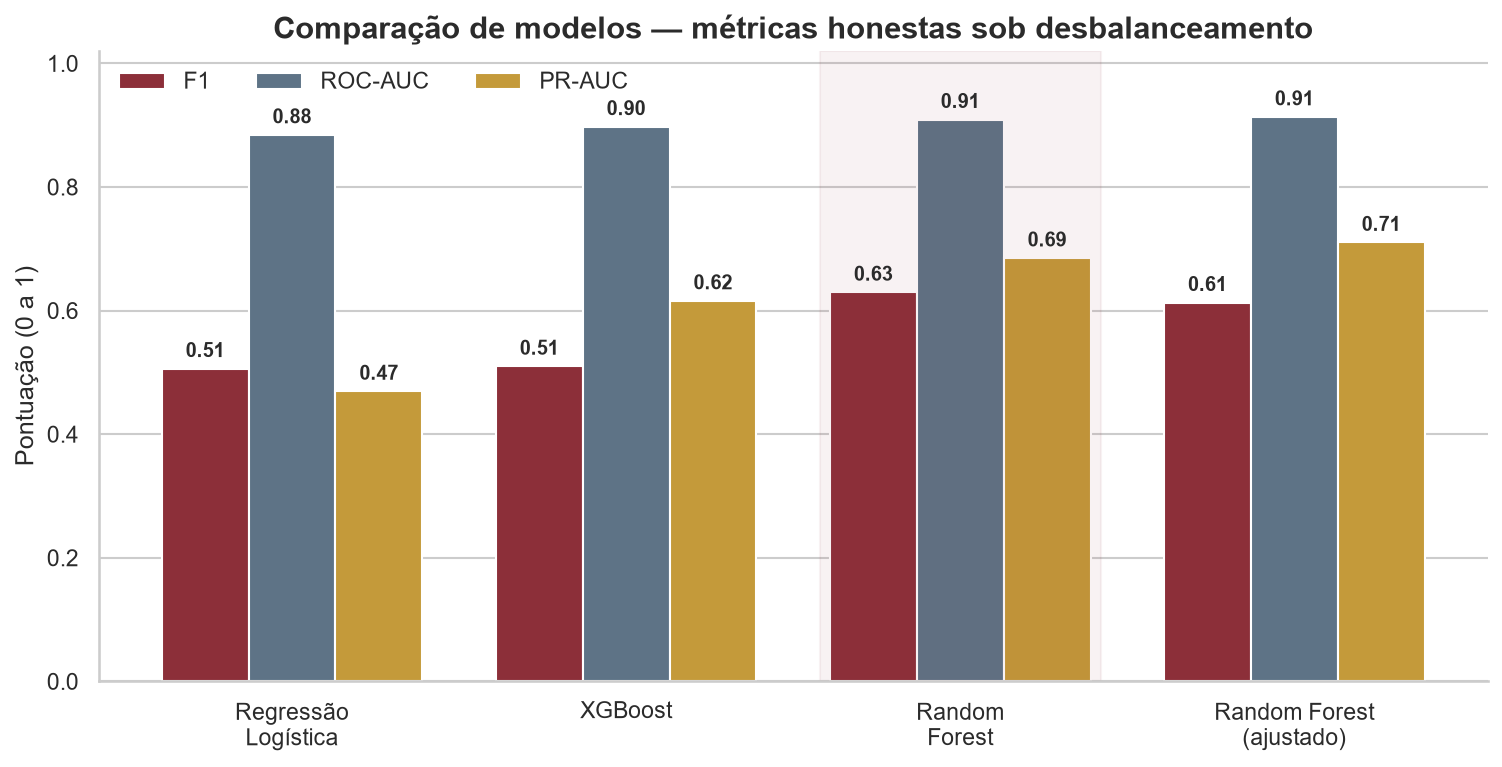 Comparação de modelos — métricas honestas sob desbalanceamento
F1
ROC-AUC
PR-AUC
Pontuação (0 a 1)
1.0
0.8
0.6
0.4
0.2
0.0
0.51
0.88
0.47
0.51
0.90
0.62
0.63
0.91
0.69
0.61
0.91
0.71
Regressão
Logística
XGBoost
Random
Forest
Random Forest
(ajustado)